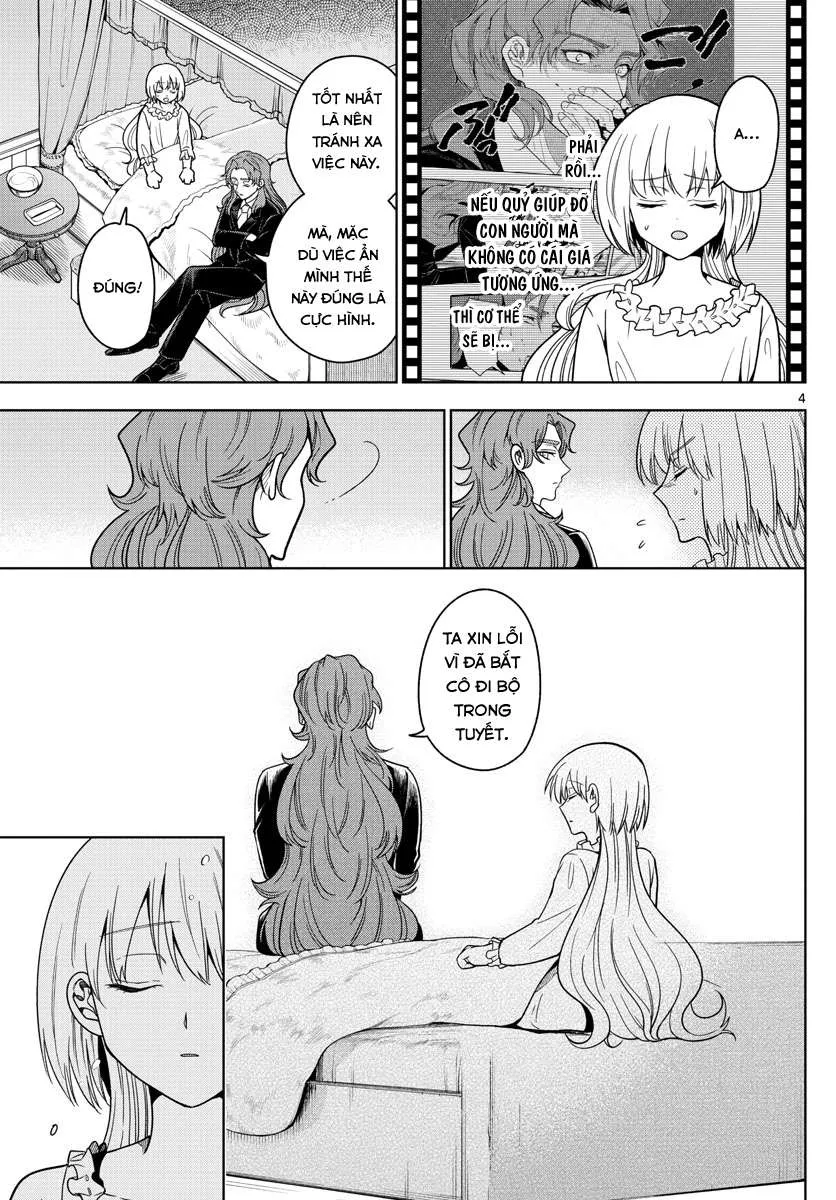 A...
PHẢI
RỒI...
NẾU QUỶ GIÚP ĐỠ
CON NGƯỜI MÀ
KHÔNG CÓ CÁI GIÁ
TƯƠNG ỨNG...
THÌ CƠ THỂ
SẼ BỊ...
TỐT NHẤT
LÀ NÊN
TRÁNH XA
VIỆC NÀY.
MÀ, MẶC
DÙ VIỆC ẨN
MÌNH THẾ
NÀY ĐÚNG LÀ
CỰC HÌNH.
ĐÚNG!
4
TA XIN LỖI
VÌ ĐÃ BẮT
CÔ ĐI BỘ
TRONG
TUYẾT.